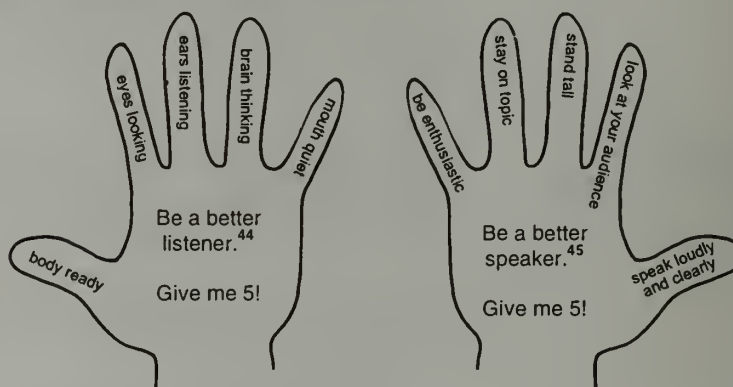 body ready
eyes looking
ears listening
brain thinking
mouth quiet
Be a better
listener.44
Give me 5!
be enthusiastic
stay on topic
stand tall
look at your audience
speak loudly
and clearly
Be a better
speaker.45
Give me 5!